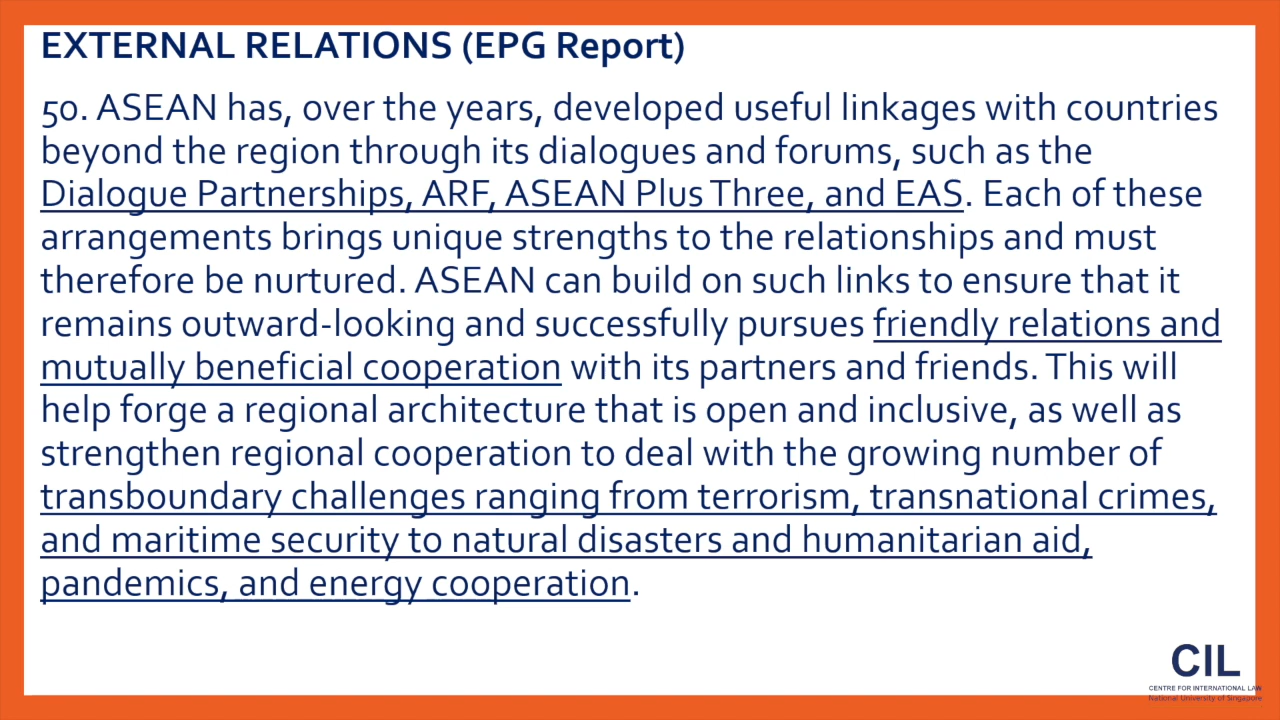 EXTERNAL RELATIONS (EPG Report)
50. ASEAN has, over the years, developed useful linkages with countries
beyond the region through its dialogues and forums, such as the
Dialogue Partnerships, ARF, ASEAN Plus Three, and EAS. Each of these
arrangements brings unique strengths to the relationships and must
therefore be nurtured. ASEAN can build on such links to ensure that it
remains outward-looking and successfully pursues friendly relations and
mutually beneficial cooperation with its partners and friends. This will
help forge a regional architecture that is open and inclusive, as well as
strengthen regional cooperation to deal with the growing number of
transboundary challenges ranging from terrorism, transnational crimes,
and maritime security to natural disasters and humanitarian aid,
pandemics, and energy cooperation.
CIL
CENTRE FOR INTERNATIONAL LAW
National University of Singapore